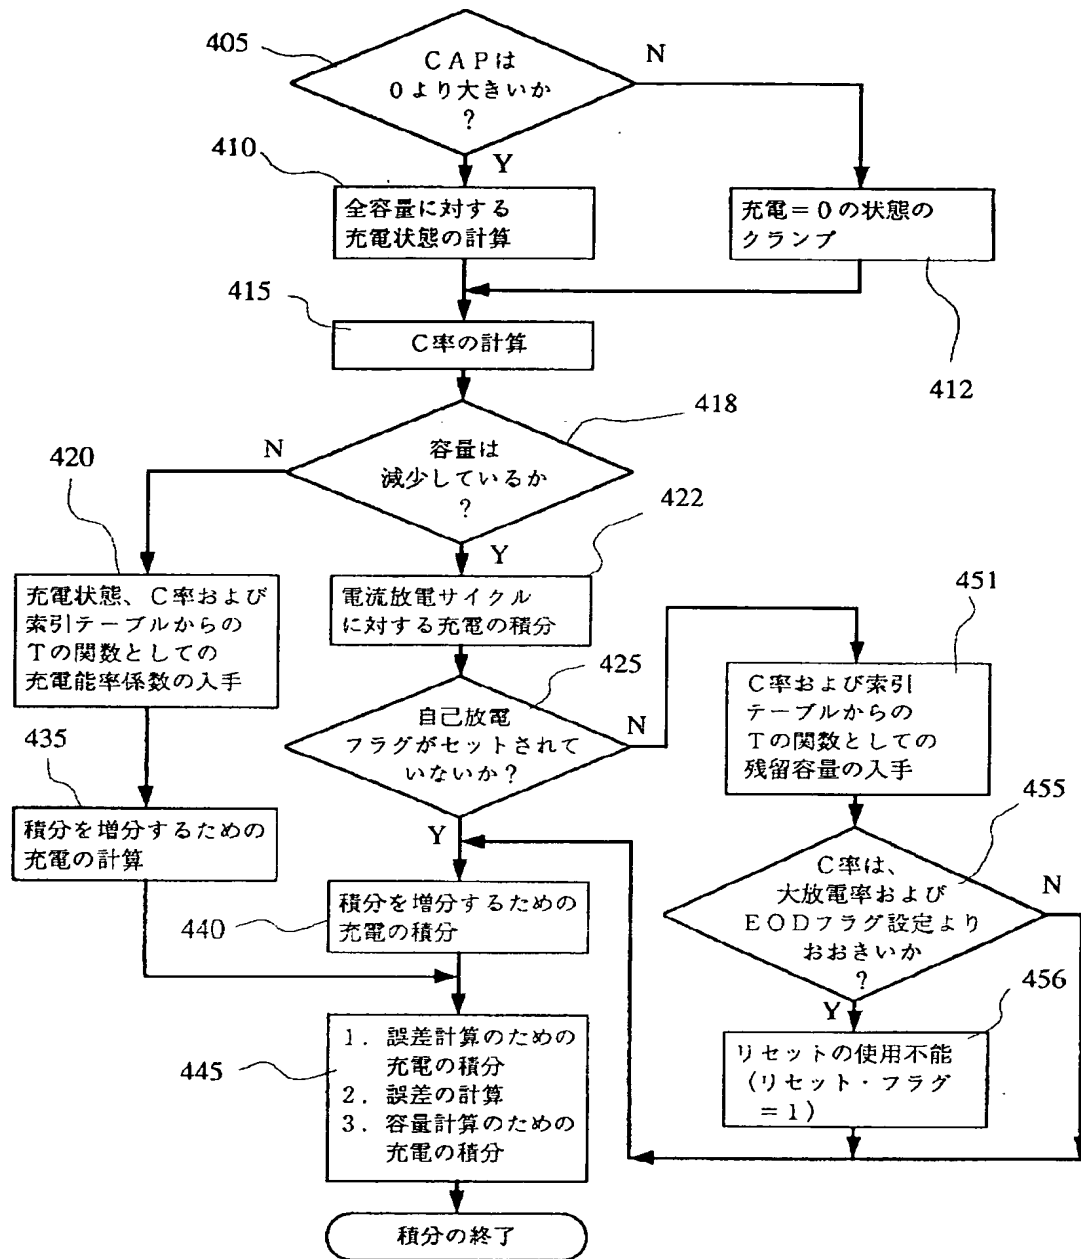 405
CAPは
0より大きいか
?
N
410
Y
全容量に対する
充電状態の計算
充電=0の状態の
クランプ
412
415
C率の計算
418
容量は
減少しているか
?
N
Y
420
充電状態、C率および
索引テーブルからの
Tの関数としての
充電能率係数の入手
422
電流放電サイクル
に対する充電の積分
425
自己放電
フラグがセットされて
いないか?
N
Y
451
C率および索引
テーブルからの
Tの関数としての
残留容量の入手
435
積分を増分するための
充電の計算
455
C率は、
大放電率および
EODフラグ設定より
おおきいか
?
N
Y
440
積分を増分するための
充電の積分
456
リセットの使用不能
(リセット・フラグ
=1)
445
1. 誤差計算のための
充電の積分
2. 誤差の計算
3. 容量計算のための
充電の積分
積分の終了